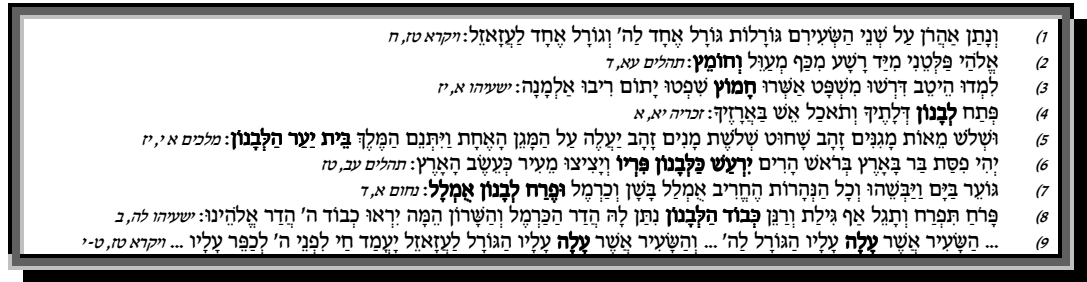 1) וְנָתַן אַהֲרֹן עַל שְׁנֵי הַשְּׂעִירִם גּוֹרָלוֹת גּוֹרָל אֶחָד לַה' וְגוֹרָל אֶחָד לַעֲזָאזֵל: ויקרא טז, ח
2) אֱלֹהַי פַּלְּטֵנִי מִיַּד רָשָׁע מִכַּף מְעַוֵּל וְחוֹמֵץ: תהלים עא, ד
3) לִמְדוּ הֵיטֵב דִּרְשׁוּ מִשְׁפָּט אַשְּׁרוּ חָמוֹץ שִׁפְטוּ יָתוֹם רִיבוּ אַלְמָנָה: ישעיהו א, יז
4) פְּתַח לְבָנוֹן דְּלָתֶיךָ וְתֹאכַל אֵשׁ בַּאֲרָזֶיךָ: זכריה יא, א
5) וּשְׁלֹשׁ מֵאוֹת מָגִנִּים זָהָב שָׁחוּט שְׁלֹשֶׁת מָנִים זָהָב יַעֲלֶה עַל הַמָּגֵן הָאֶחָת וַיִּתְּנֵם הַמֶּלֶךְ בֵּית יַעַר הַלְּבָנוֹן: מלכים א י, יז
6) יְהִי פִסַּת בַּר בָּאָרֶץ בְּרֹאשׁ הָרִים יִרְעַשׁ כַּלְּבָנוֹן פִּרְיוֹ וְיָצִיצוּ מֵעִיר כְּעֵשֶׂב הָאָרֶץ: תהלים עב, טז
7) גּוֹעֵר בַּיָּם וַיַּבְּשֵׁהוּ וְכָל הַנְּהָרוֹת הֶחֱרִיב אֻמְלַל בָּשָׁן וְכַרְמֶל וּפֶרַח לְבָנוֹן אֻמְלָל: נחום א, ד
8) פָּרֹחַ תִּפְרַח וְתָגֵל אַף גִּילַת וְרַנֵּן כְּבוֹד הַלְּבָנוֹן נִתַּן לָהּ הֲדַר הַכַּרְמֶל וְהַשָּׁרוֹן הֵמָּה יִרְאוּ כְבוֹד ה' הֲדַר אֱלֹהֵינוּ: ישעיהו לה, ב
9) ... הַשָּׂעִיר אֲשֶׁר עָלָה עָלָיו הַגּוֹרָל לַה' ... וְהַשָּׂעִיר אֲשֶׁר עָלָה עָלָיו הַגּוֹרָל לַעֲזָאזֵל יָעֳמַד חַי לִפְנֵי ה' לְכַפֵּר עָלָיו ... ויקרא טז, ט-י